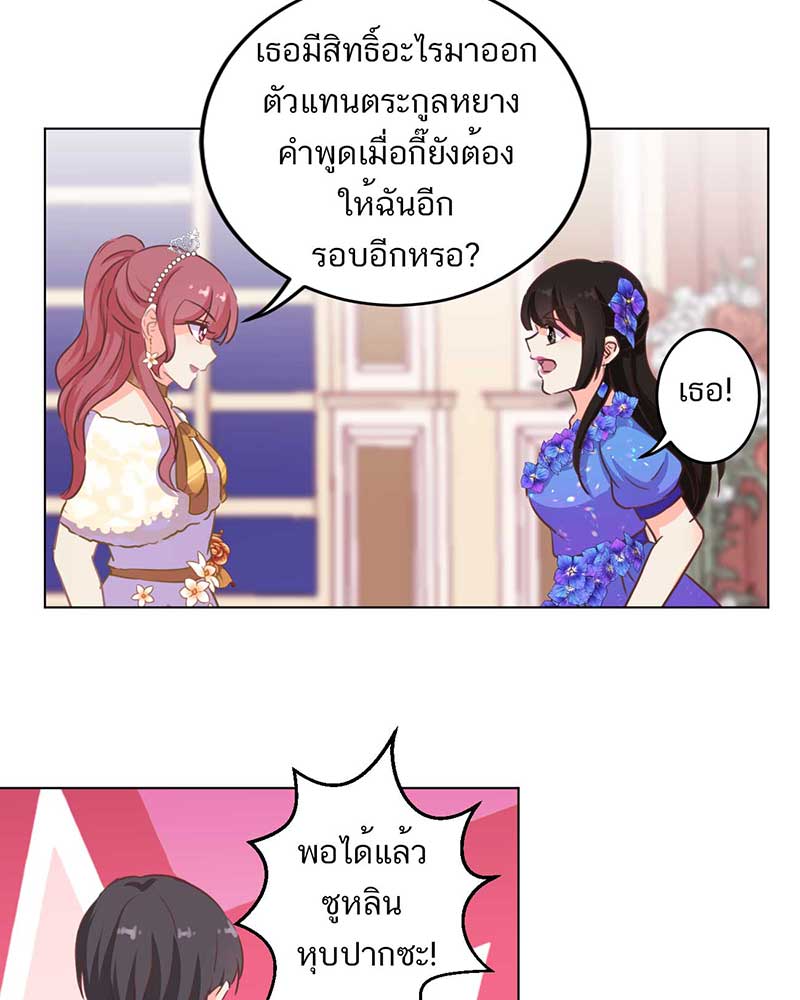 เธอมีสิทธิ์อะไรมาออก
ตัวแทนตระกูลหยาง
คำพูดเมื่อกี๊ยังต้อง
ให้ฉันอีก
รอบอีกหรอ?
เธอ!
พอได้แล้ว
ซูหลิน
หุบปากซะ!